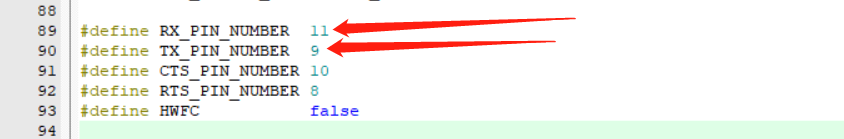 88
89 #define RX_PIN_NUMBER 11
90 #define TX_PIN_NUMBER 9
91 #define CTS_PIN_NUMBER 10
92 #define RTS_PIN_NUMBER 8
93 #define HWFC false
94